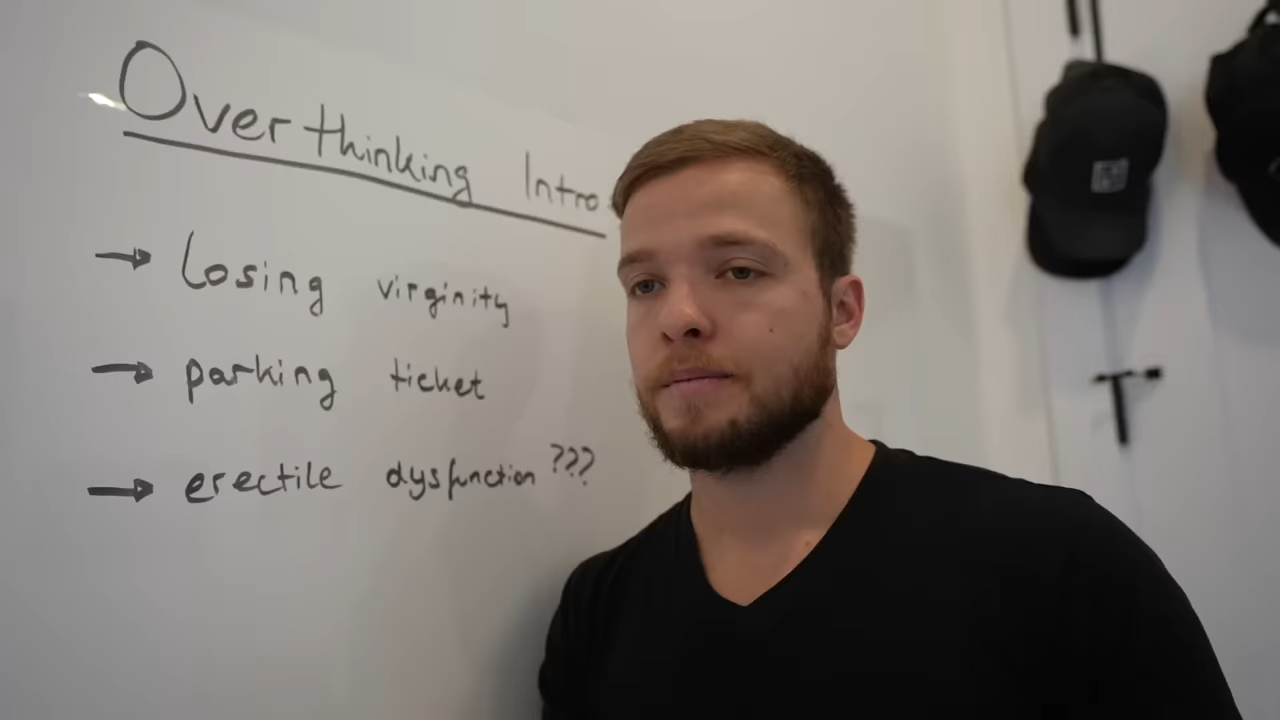 Overthinking Intro
→ Losing virginity
→ parking ticket
→ erectile dysfunction ???